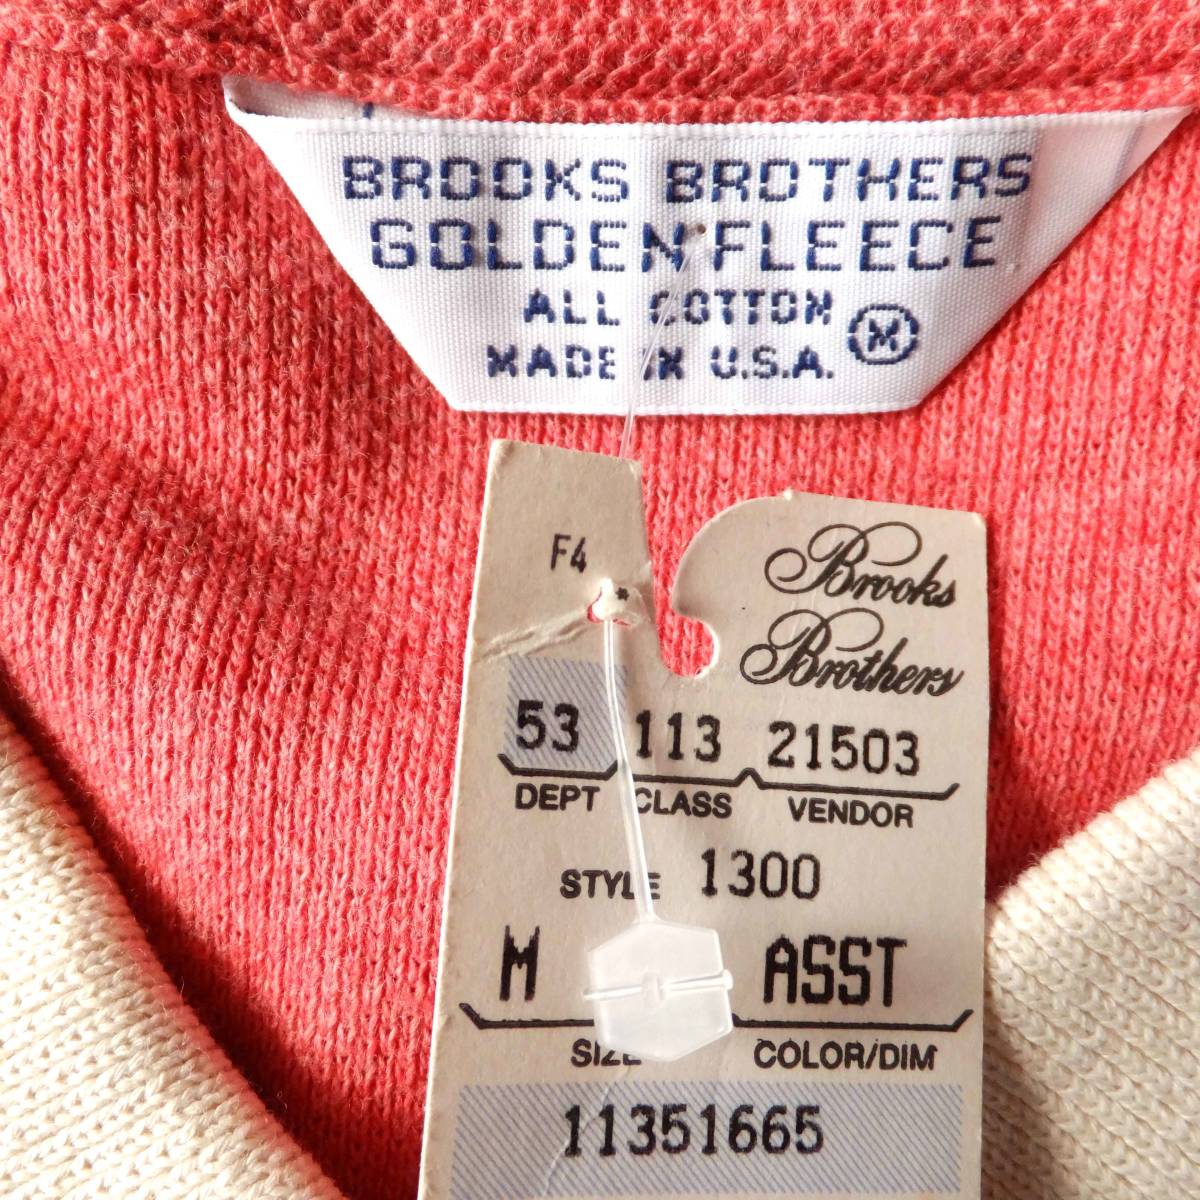 BROOKS BROTHERS
GOLDEN FLEECE
ALL COTTON
MADE IN U.S.A. M
F4
*
Brooks
Brothers
53 113 21503
DEPT CLASS VENDOR
STYLE 1300
M ASST
SIZE COLOR/DIM
11351665